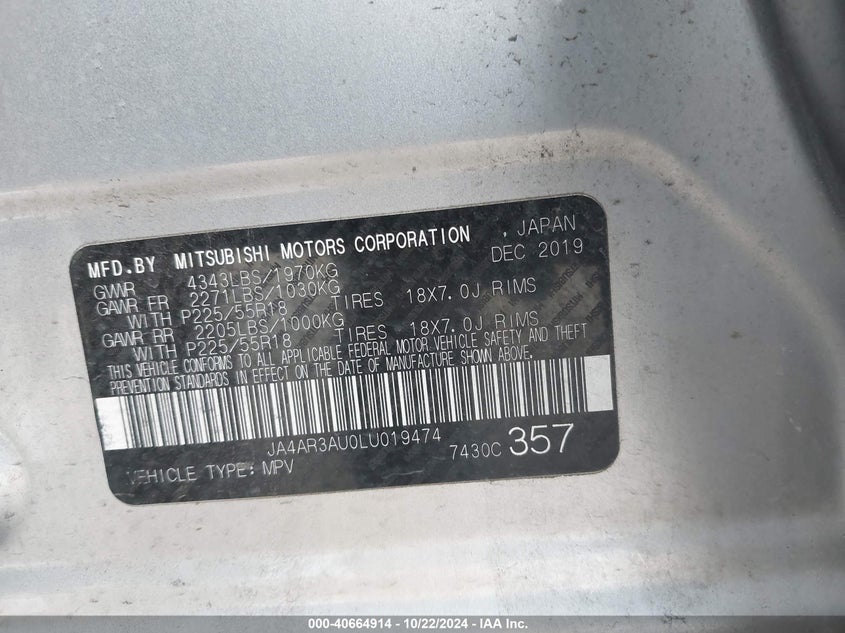 MFD.BY MITSUBISHI MOTORS CORPORATION , JAPAN
DEC 2019
GVWR 4343LBS/1970KG
GAWR FR 2271LBS/1030KG
WITH P225/55R18 TIRES 18X7.0J RIMS
GAWR RR 2205LBS/1000KG
WITH P225/55R18 TIRES 18X7.0J RIMS
THIS VEHICLE CONFORMS TO ALL APPLICABLE FEDERAL MOTOR VEHICLE SAFETY AND THEFT
PREVENTION STANDARDS IN EFFECT ON THE DATE OF MANUFACTURE SHOWN ABOVE.
JA4AR3AU0LU019474
7430C 357
VEHICLE TYPE: MPV
000-40664914 - 10/22/2024 - IAA Inc.